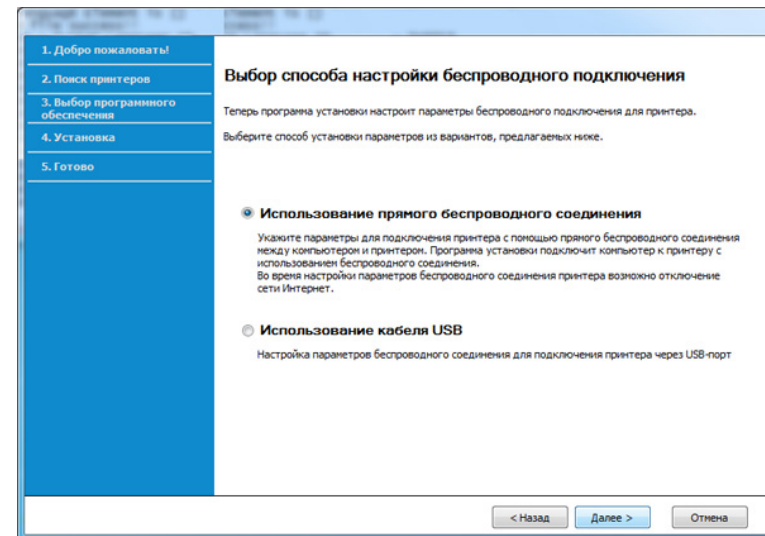 1. Добро пожаловать!
2. Поиск принтеров
3. Выбор программного
обеспечения
4. Установка
5. Готово
Выбор способа настройки беспроводного подключения
Теперь программа установки настроит параметры беспроводного подключения для принтера.
Выберите способ установки параметров из вариантов, предлагаемых ниже.
Использование прямого беспроводного соединения
Укажите параметры для подключения принтера с помощью прямого беспроводного соединения
между компьютером и принтером. Программа установки подключит компьютер к принтеру с
использованием беспроводного соединения.
Во время настройки параметров беспроводного соединения принтера возможно отключение
сети Интернет.
Использование кабеля USB
Настройка параметров беспроводного соединения для подключения принтера через USB-порт
< Назад
Далее >
Отмена